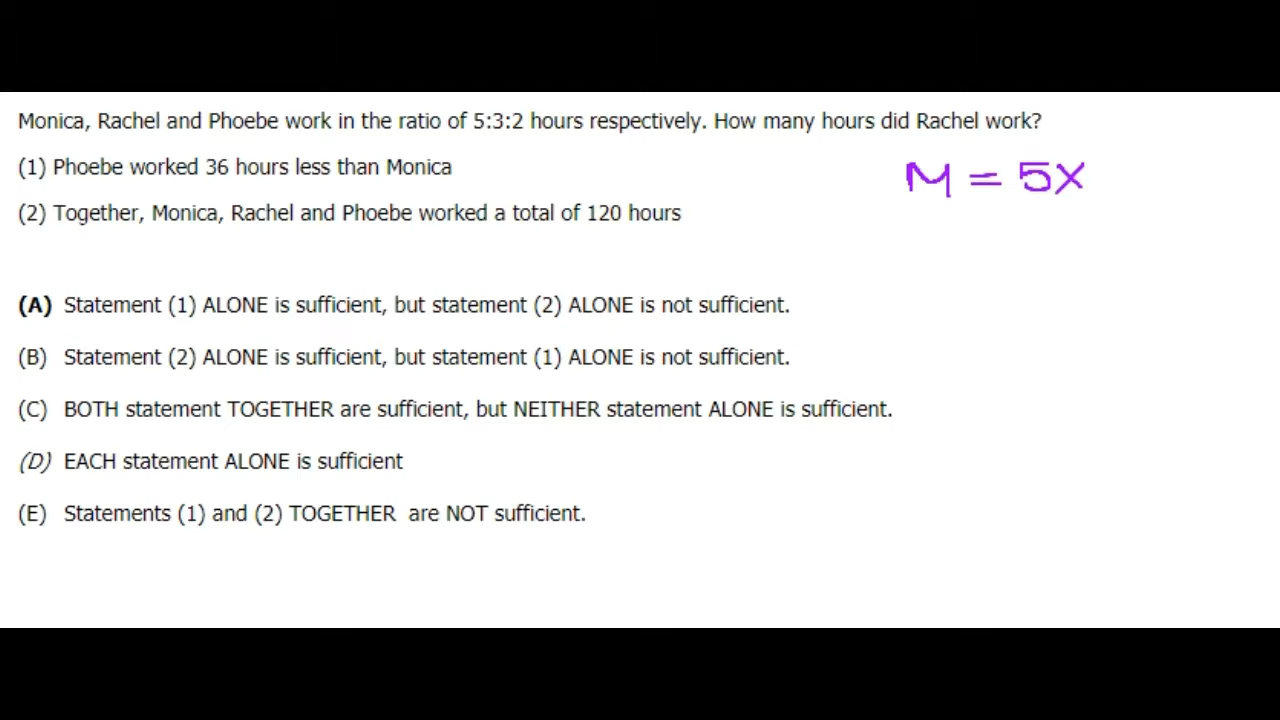 Monica, Rachel and Phoebe work in the ratio of 5:3:2 hours respectively. How many hours did Rachel work?
(1) Phoebe worked 36 hours less than Monica
M = 5X
(2) Together, Monica, Rachel and Phoebe worked a total of 120 hours
(A) Statement (1) ALONE is sufficient, but statement (2) ALONE is not sufficient.
(B) Statement (2) ALONE is sufficient, but statement (1) ALONE is not sufficient.
(C) BOTH statement TOGETHER are sufficient, but NEITHER statement ALONE is sufficient.
(D) EACH statement ALONE is sufficient
(E) Statements (1) and (2) TOGETHER are NOT sufficient.